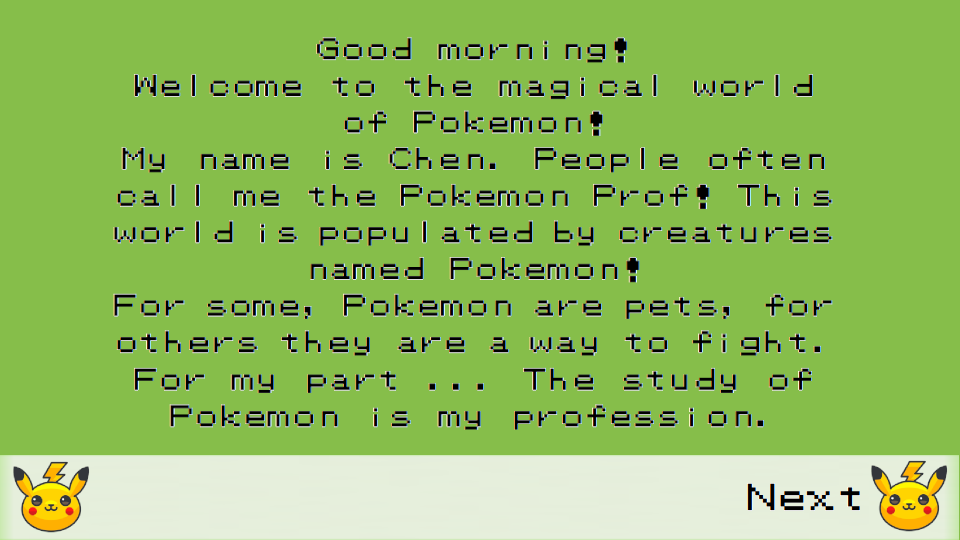 Good morning!
Welcome to the magical world
of Pokemon!
My name is Chen. People often
call me the Pokemon Prof! This
world is populated by creatures
named Pokemon!
For some, Pokemon are pets, for
others they are a way to fight.
For my part ... The study of
Pokemon is my profession.
Next